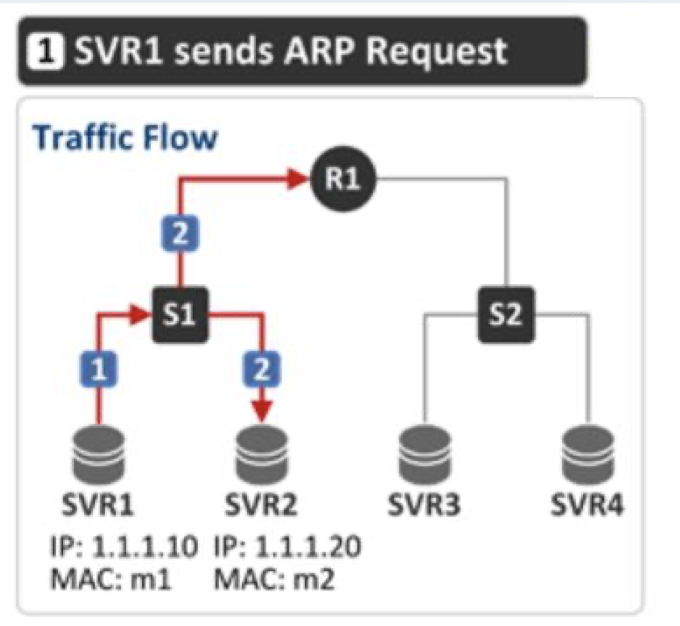 1 SVR1 sends ARP Request
Traffic Flow
R1
2
S1
S2
1
2
SVR1
SVR2
SVR3
SVR4
IP: 1.1.1.10
IP: 1.1.1.20
MAC: m1
MAC: m2